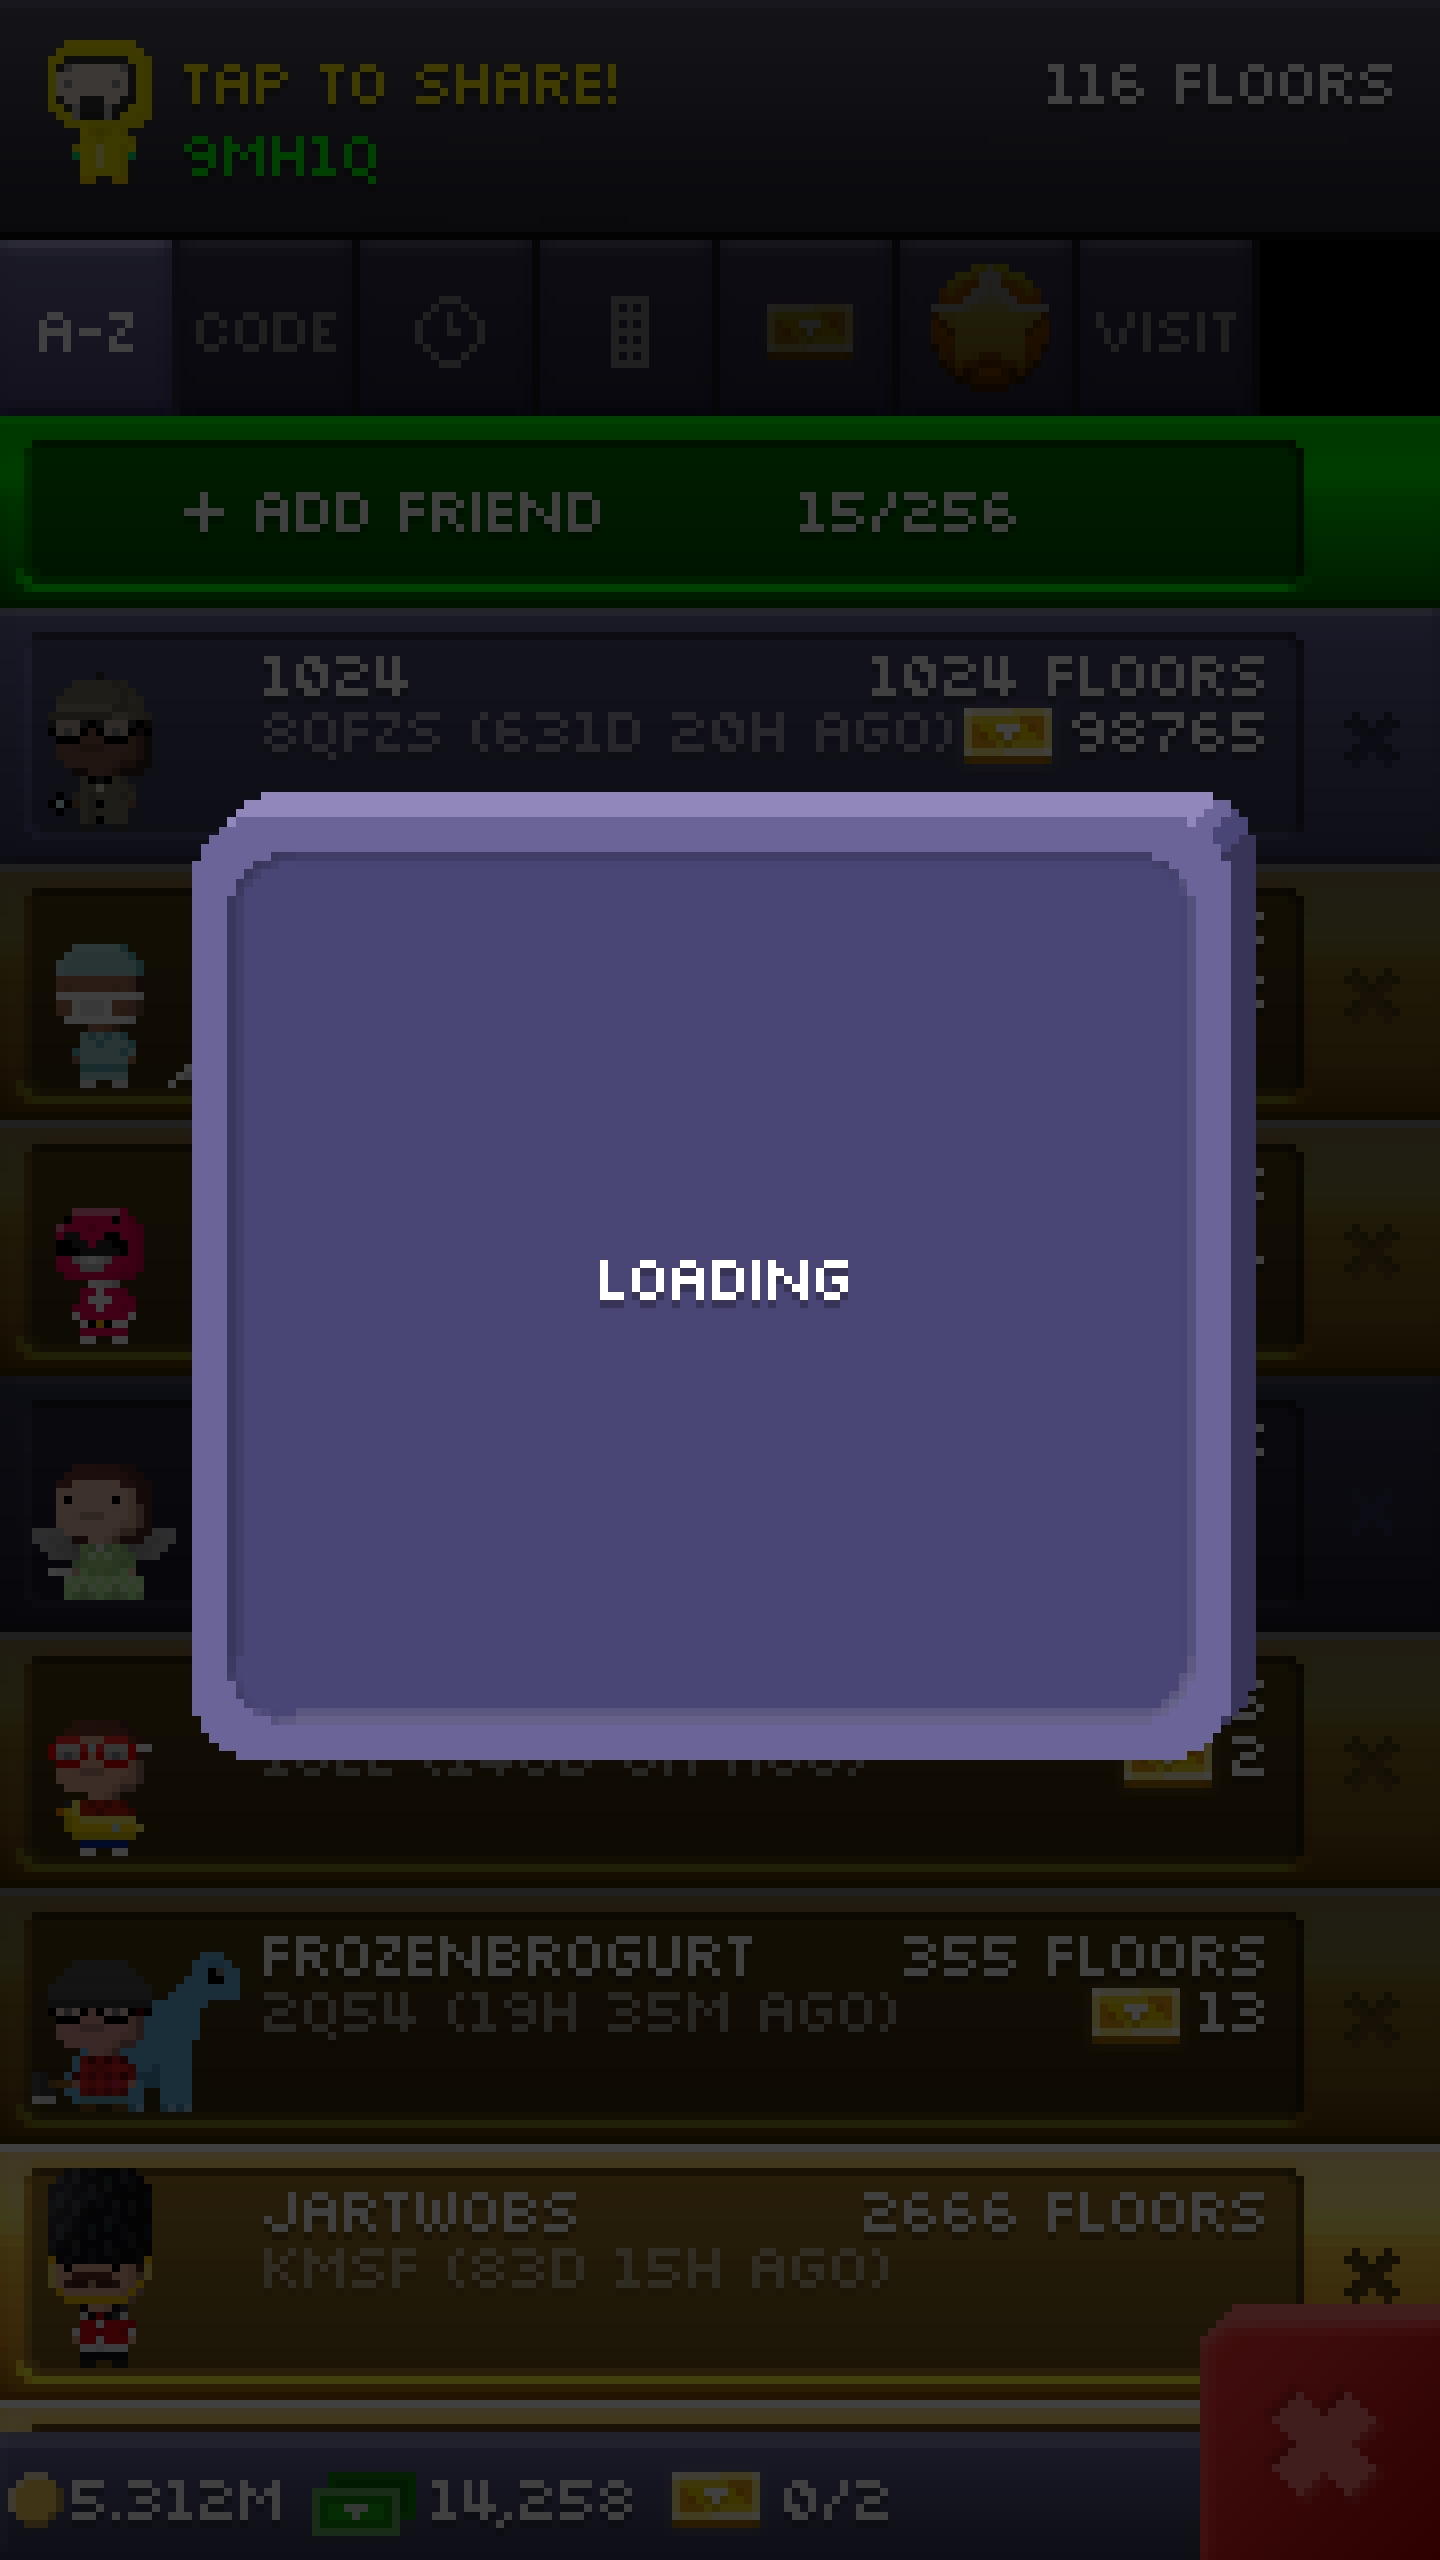 TAP TO SHARE! 116 FLOORS
9MH1Q
A-Z CODE VISIT
+ ADD FRIEND 15/256
1024 1024 FLOORS
8QFZS (631D 20H AGO) 98765
LOADING
2
FROZENBROGURT 355 FLOORS
2Q54 (19H 35M AGO) 13
JARTWOBS 2666 FLOORS
KMSF (83D 15H AGO)
5.312M 14,258 0/2